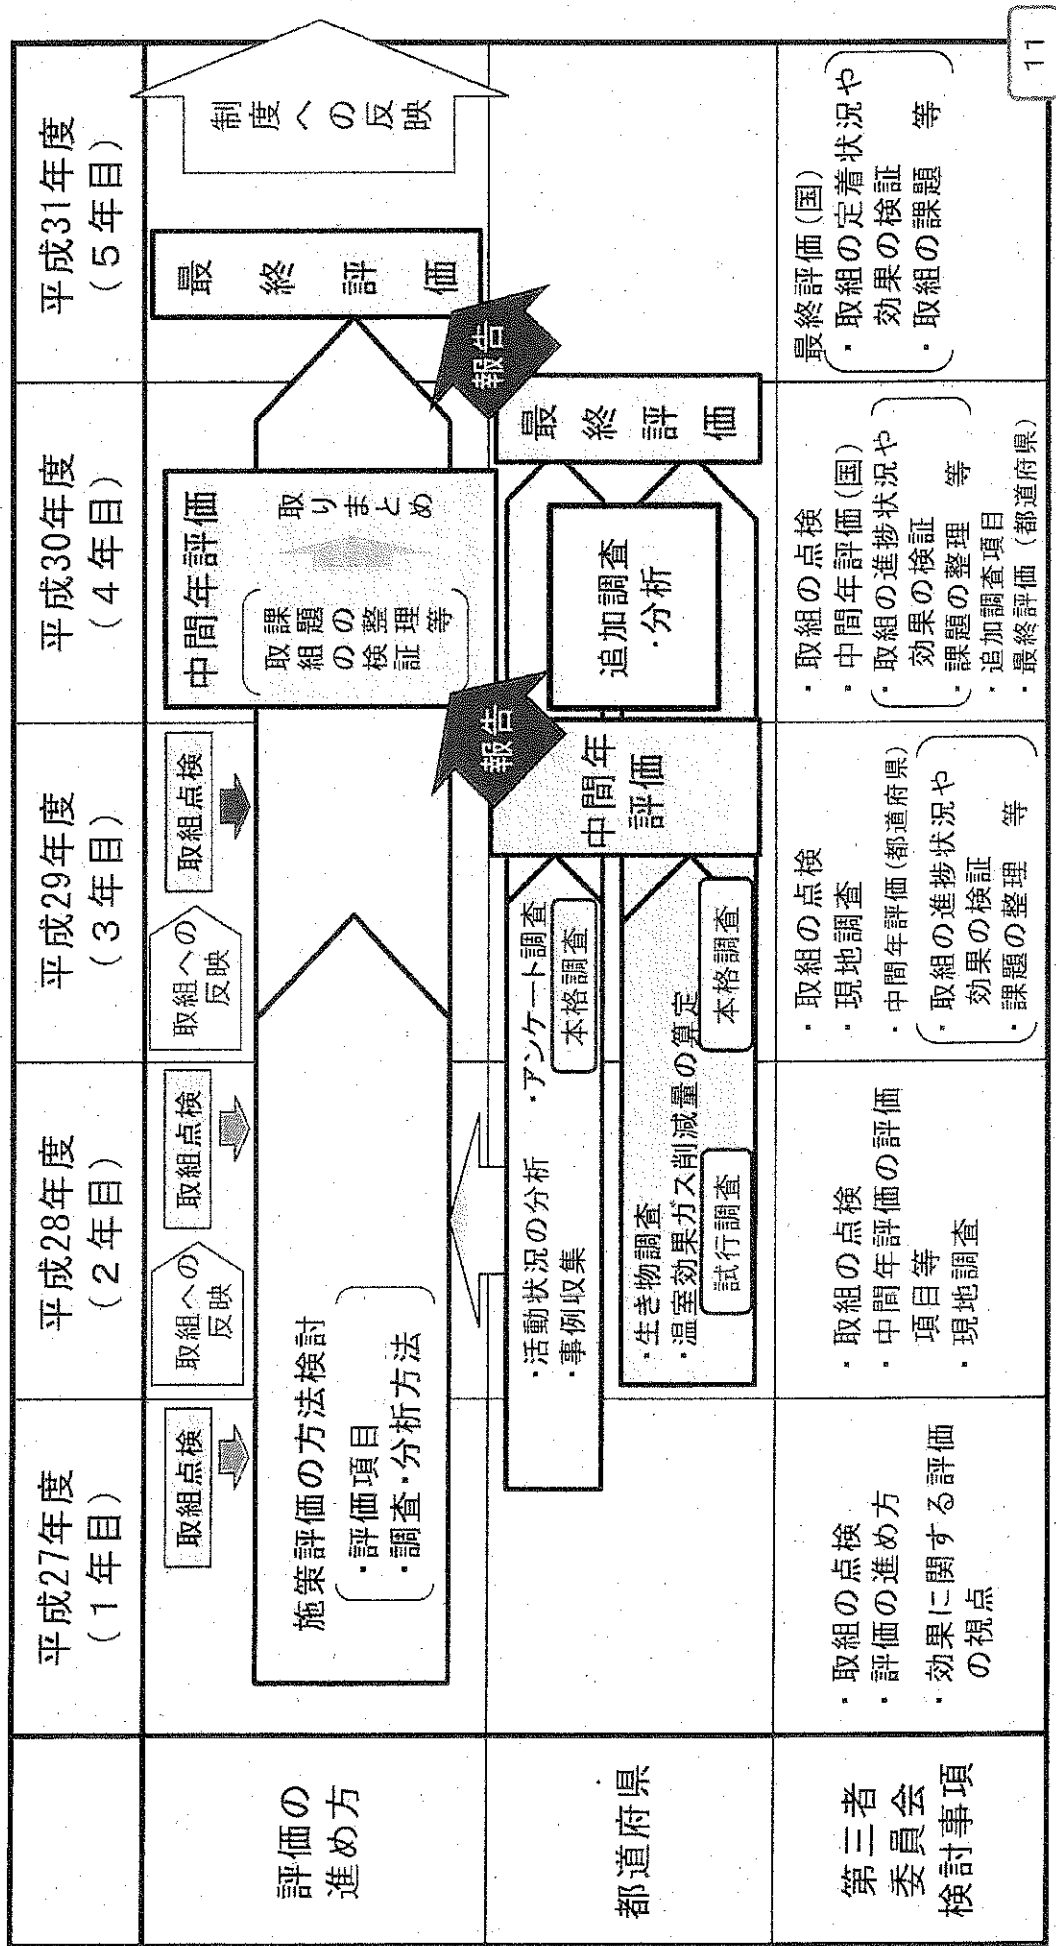 平成27年度
(1年目)
平成28年度
(2年目)
平成29年度
(3年目)
平成30年度
(4年目)
平成31年度
(5年目)
評価の
進め方
取組点検
取組への
反映
取組点検
取組への
反映
取組点検
施策評価の方法検討
・評価項目
・調査・分析方法
中間年評価
取組の検証
課題の整理等
取りまとめ
最終評価
制度への反映
都道府県
・活動状況の分析
・アンケート調査
・事例収集
本格調査
・生き物調査
・温室効果ガス削減量の算定
試行調査
本格調査
中間年
評価
報告
追加調査
・分析
最終評価
報告
第三者
委員会
検討事項
・取組の点検
・評価の進め方
・効果に関する評価
の視点
・取組の点検
・中間年評価の評価
項目等
・現地調査
・取組の点検
・現地調査
・中間年評価(都道府県)
・取組の進捗状況や
効果の検証
・課題の整理 等
・取組の点検
・中間年評価(国)
・取組の進捗状況や
効果の検証
・課題の整理 等
・追加調査項目
・最終評価(都道府県)
最終評価(国)
・取組の定着状況や
効果の検証
・取組の課題 等
11